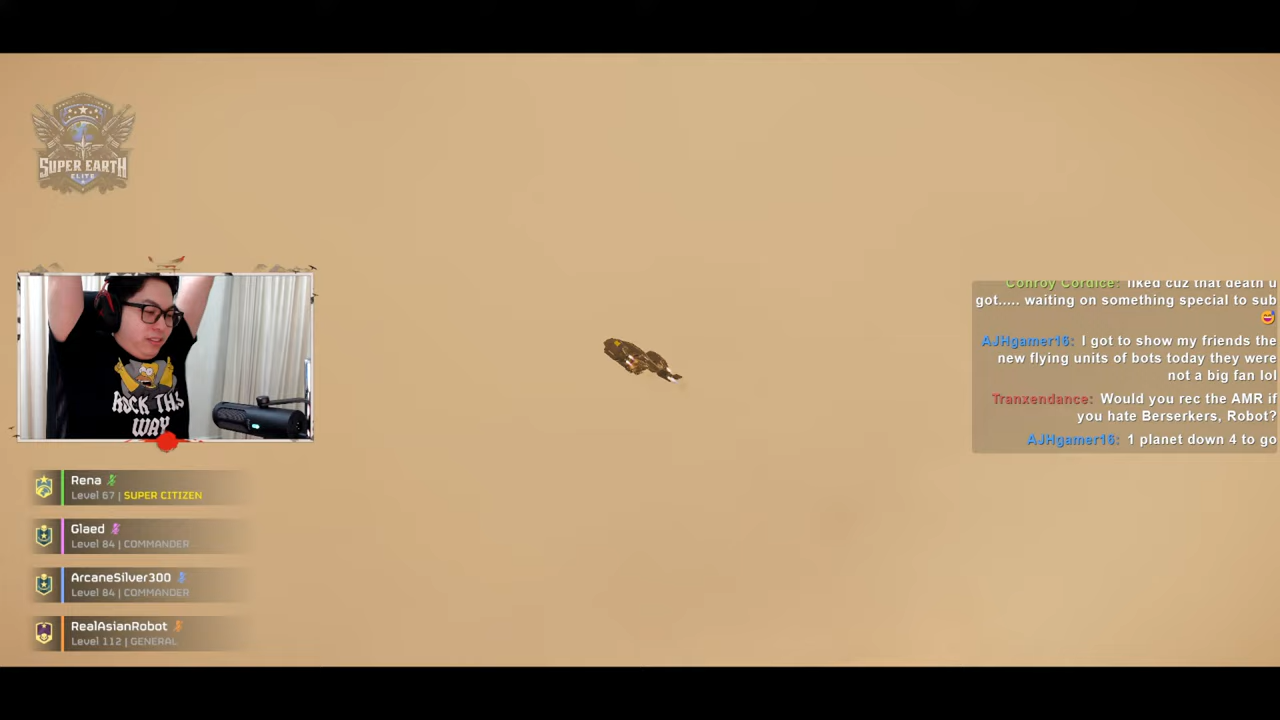 SUPER EARTH
ELITE
ROCK THIS
WAY
Rena
Level 67 | SUPER CITIZEN
Glaed
Level 84 | COMMANDER
ArcaneSilver300
Level 84 | COMMANDER
RealAsianRobot
Level 112 | GENERAL
Conroy Cordice: liked cuz that death u
got..... waiting on something special to sub
AJHgamer16: I got to show my friends the
new flying units of bots today they were
not a big fan lol
Tranxendance: Would you rec the AMR if
you hate Berserkers, Robot?
AJHgamer16: 1 planet down 4 to go